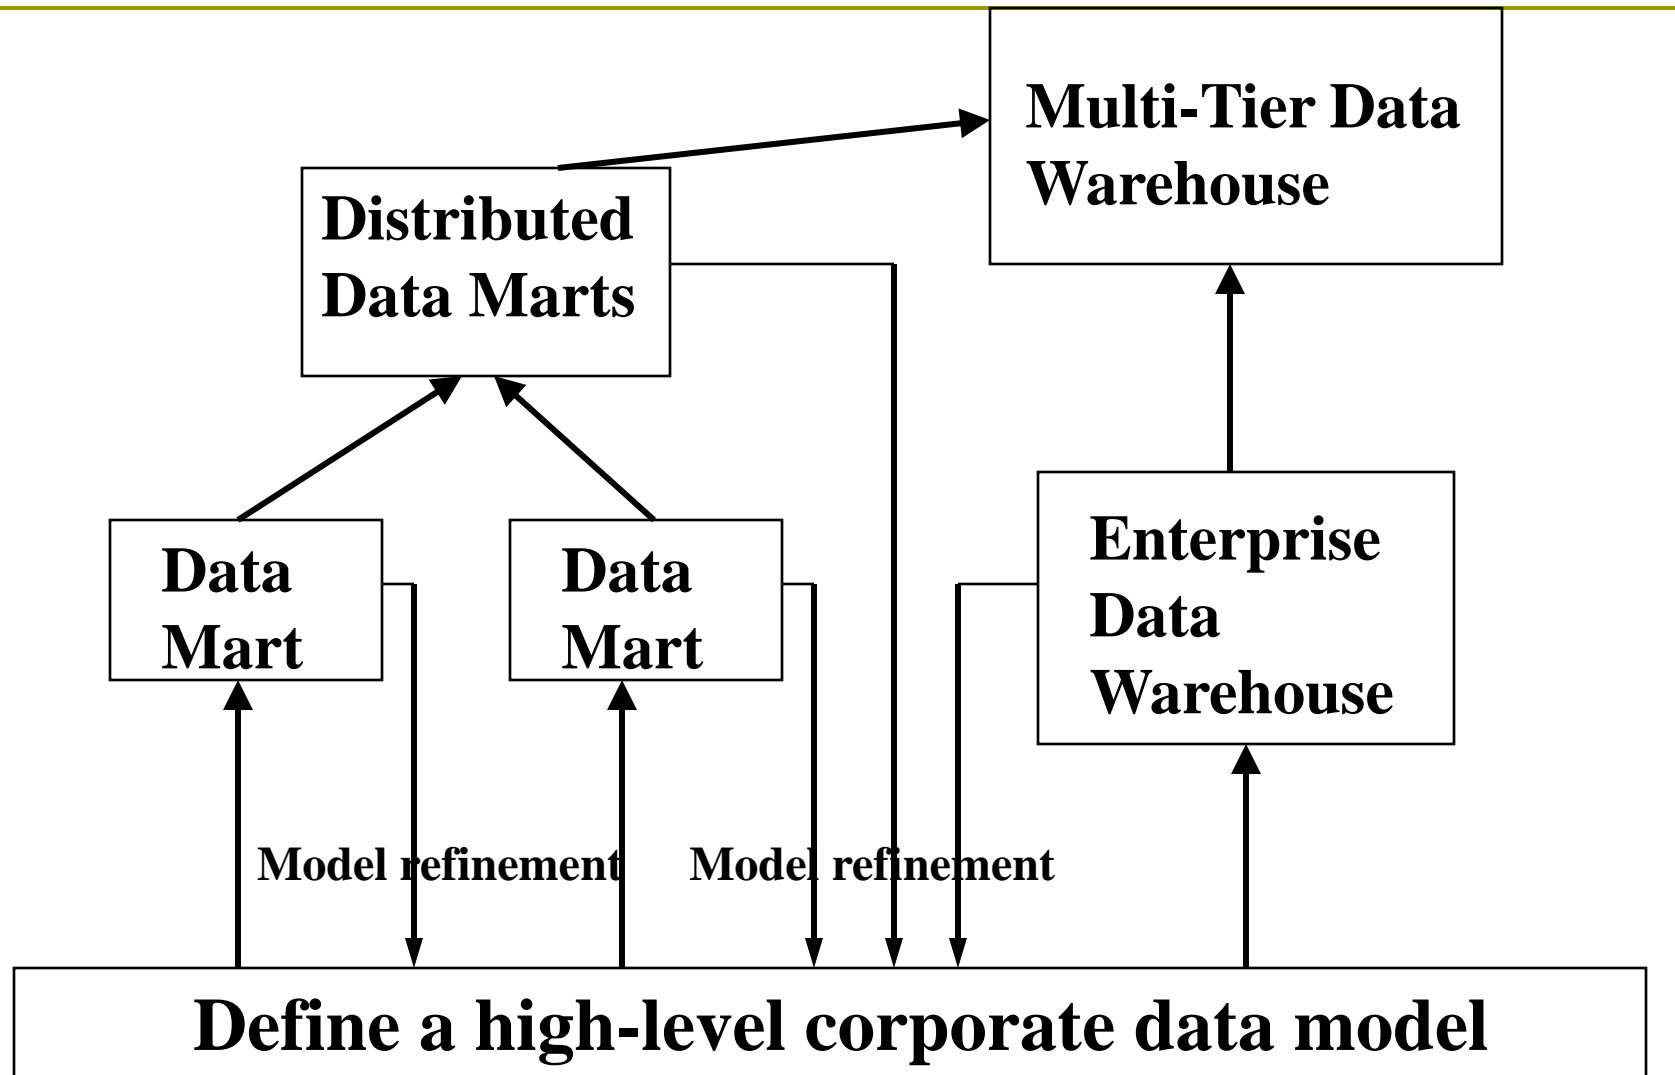 Multi-Tier Data
Warehouse
Distributed
Data Marts
Data
Mart
Data
Mart
Enterprise
Data
Warehouse
Model refinement
Model refinement
Define a high-level corporate data model